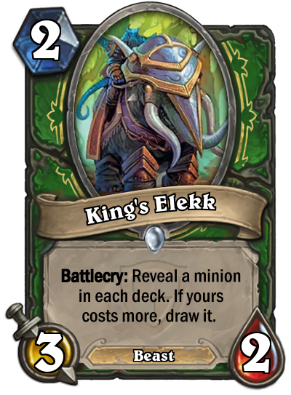 2
King's Elekk
Battlecry: Reveal a minion
in each deck. If yours
costs more, draw it.
3
Beast
2